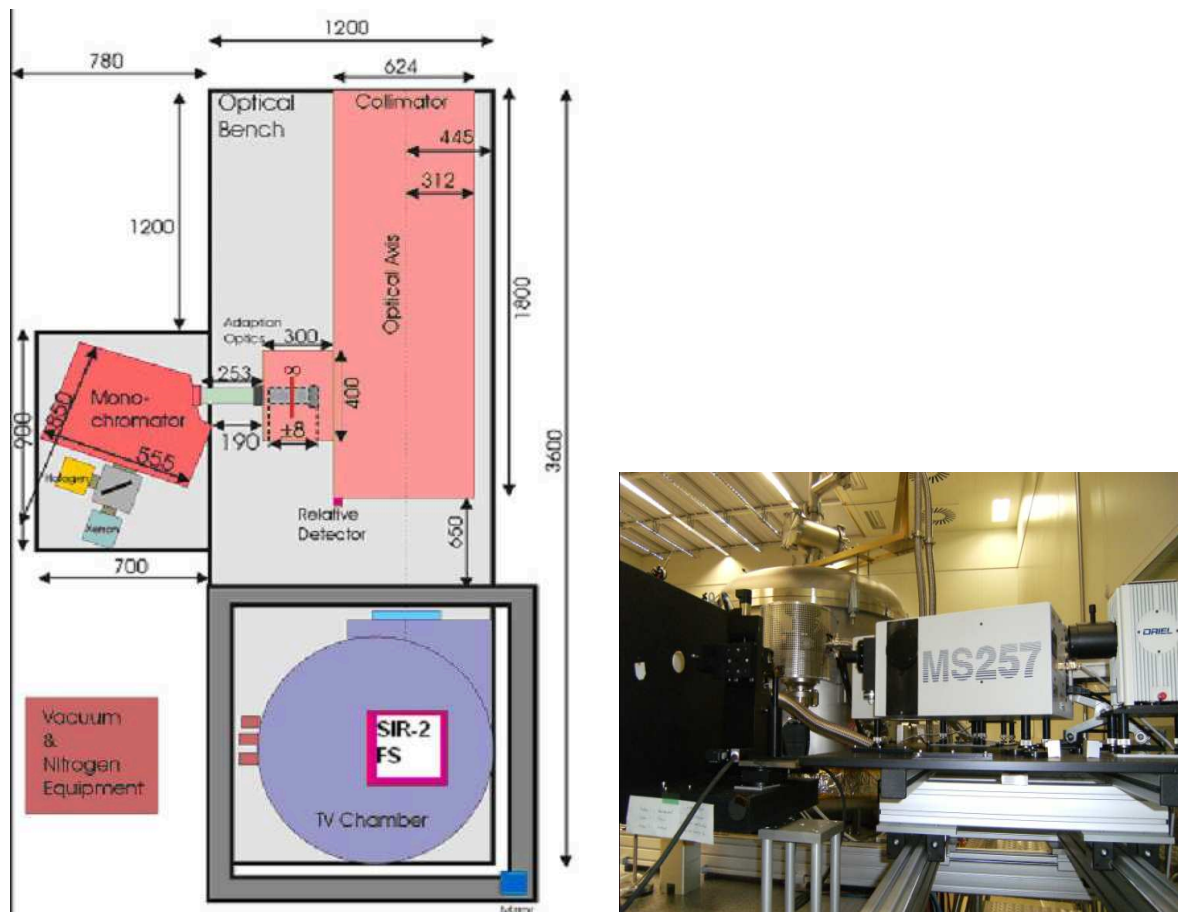 1200
780
624
Optical
Bench
Collimator
445
312
1200
Optical Axis
1800
Adaption
Optics
300
253
∞
400
Mono-
chromator
850
900
555
190
±8
3600
Halogen
Xenon
Relative
Detector
650
700
Vacuum
&
Nitrogen
Equipment
SIR-2
FS
TV Chamber
MS257
ORIEL